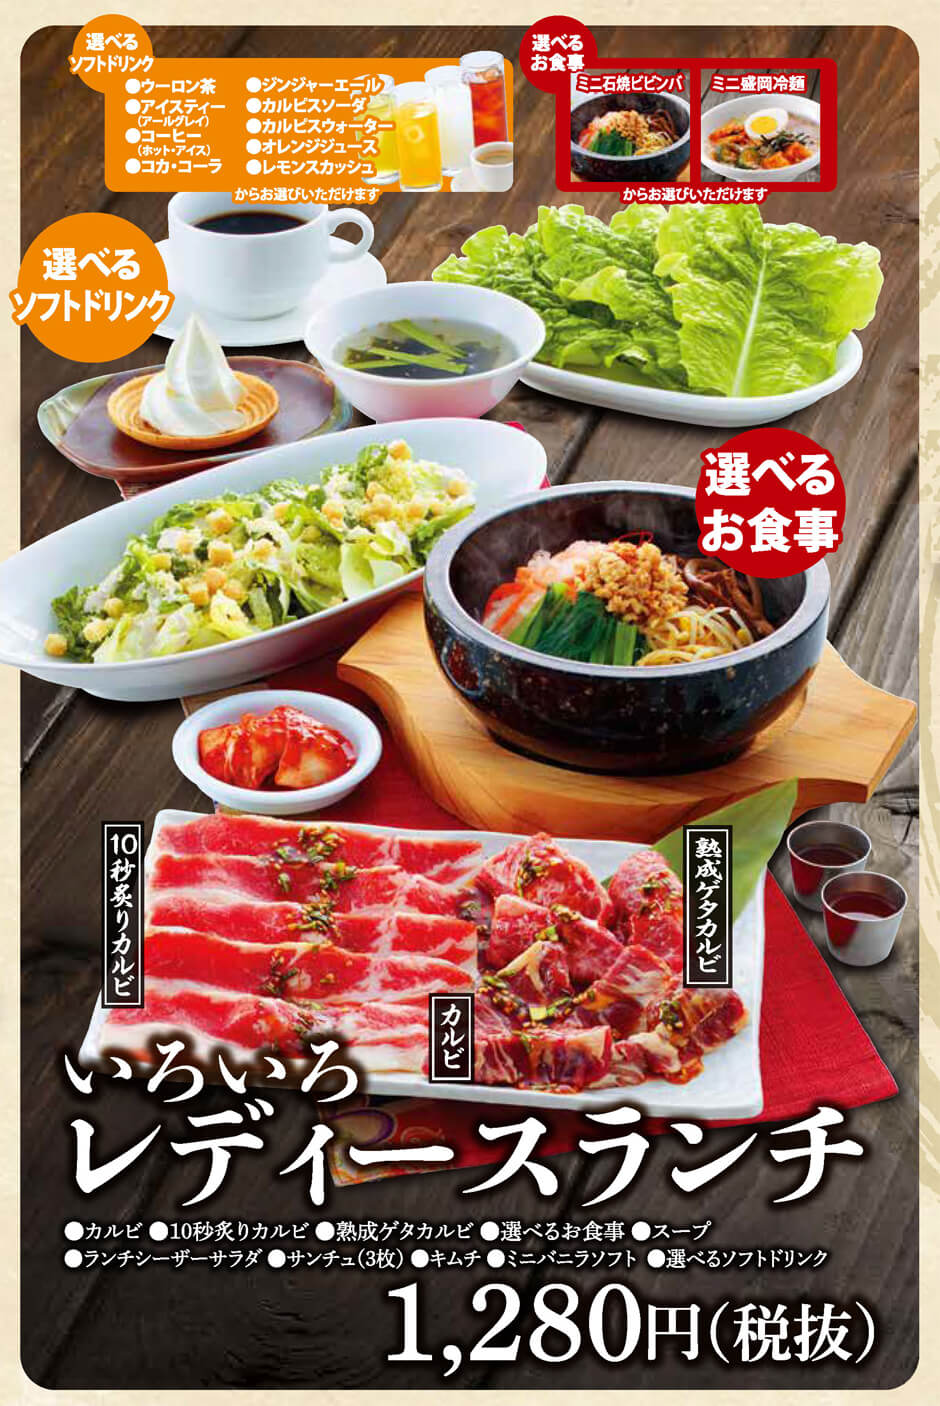 選べる
ソフトドリンク
●ウーロン茶
●アイスティー
(アールグレイ)
●コーヒー
(ホット・アイス)
●コカ・コーラ
●ジンジャーエール
●カルピスソーダ
●カルピスウォーター
●オレンジジュース
●レモンスカッシュ
からお選びいただけます
選べる
お食事
ミニ石焼ビビンバ
ミニ盛岡冷麺
からお選びいただけます
選べる
ソフトドリンク
選べる
お食事
10秒炙りカルビ
カルビ
熟成ゲタカルビ
いろいろ
レディースランチ
●カルビ ●10秒炙りカルビ ●熟成ゲタカルビ ●選べるお食事 ●スープ
●ランチシーザーサラダ ●サンチュ(3枚) ●キムチ ●ミニバニラソフト ●選べるソフトドリンク
1,280円(税抜)